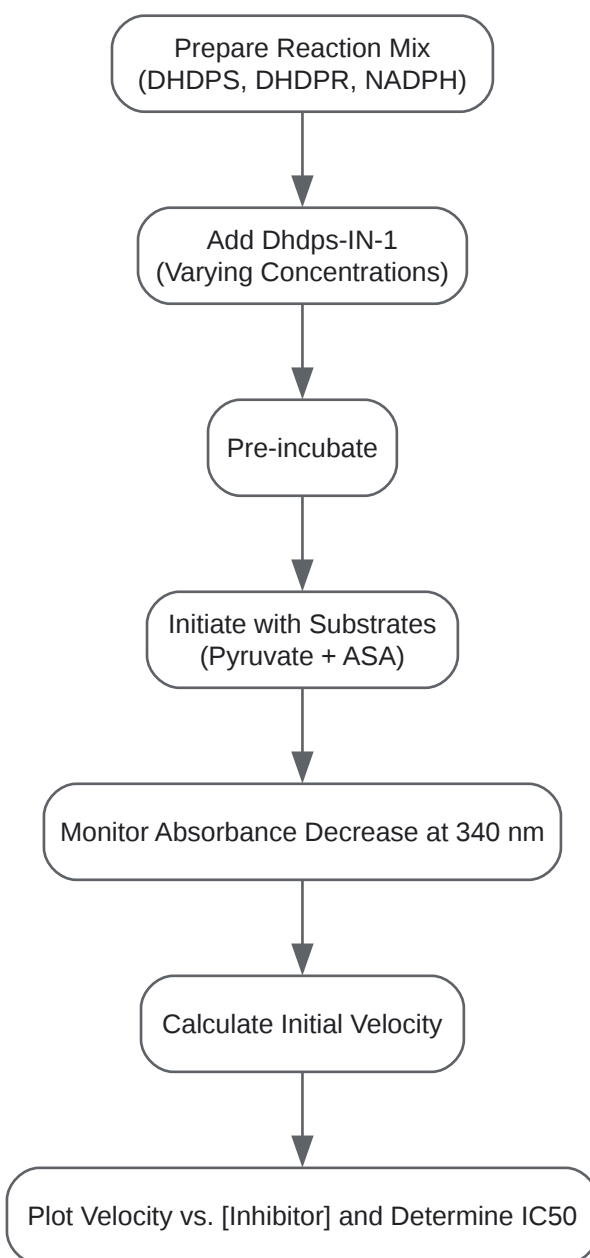 Prepare Reaction Mix
(DHDPS, DHDPR, NADPH)
Add Dhdps-IN-1
(Varying Concentrations)
Pre-incubate
Initiate with Substrates
(Pyruvate + ASA)
Monitor Absorbance Decrease at 340 nm
Calculate Initial Velocity
Plot Velocity vs. [Inhibitor] and Determine IC50